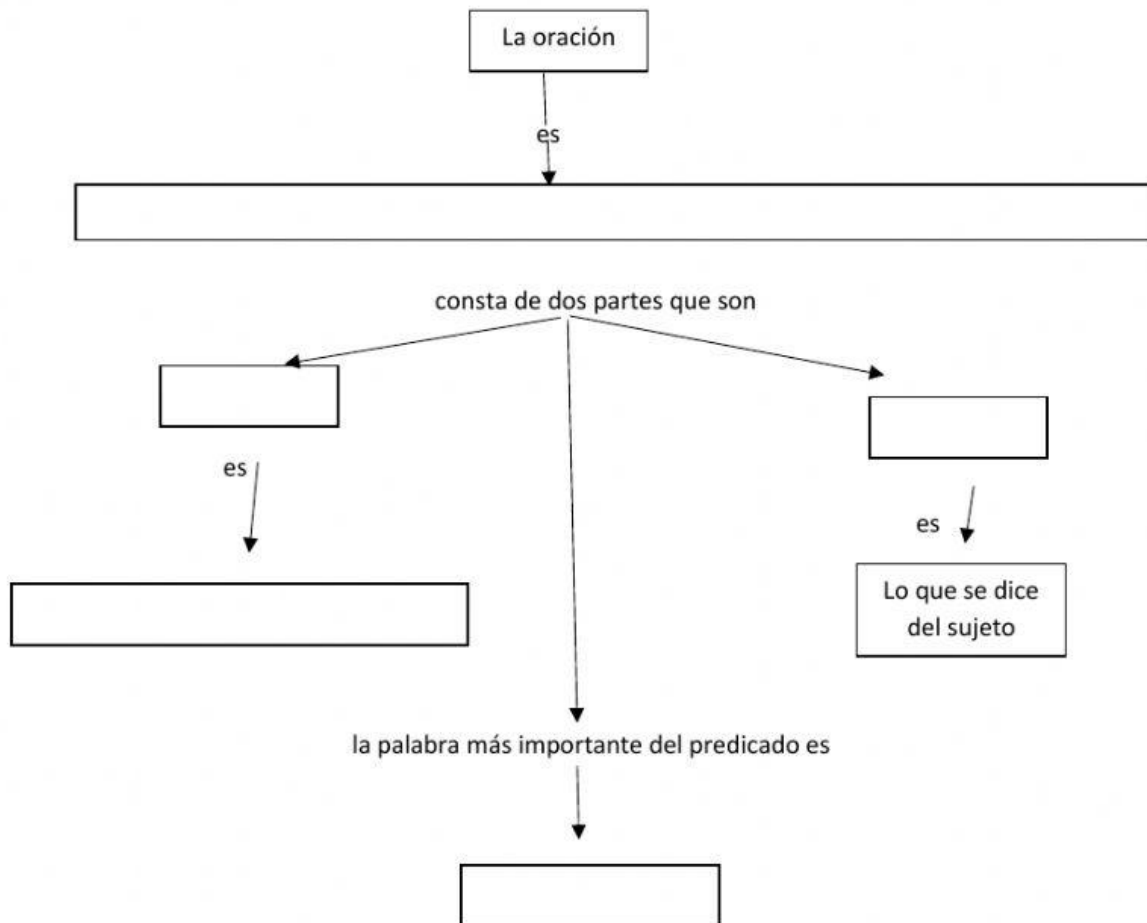 La oración
es
consta de dos partes que son
es
es
Lo que se dice
del sujeto
la palabra más importante del predicado es